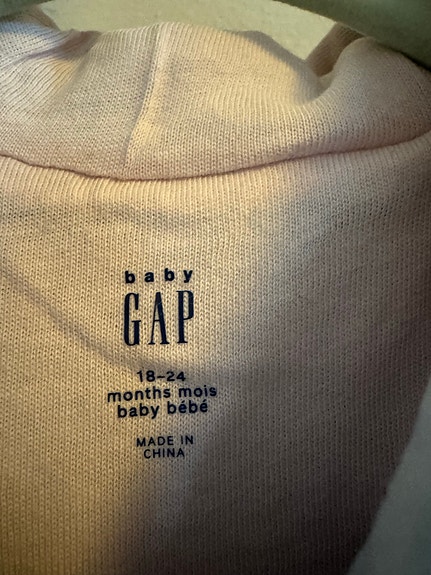 baby
GAP
18-24
months mois
baby bébé
MADE IN
CHINA